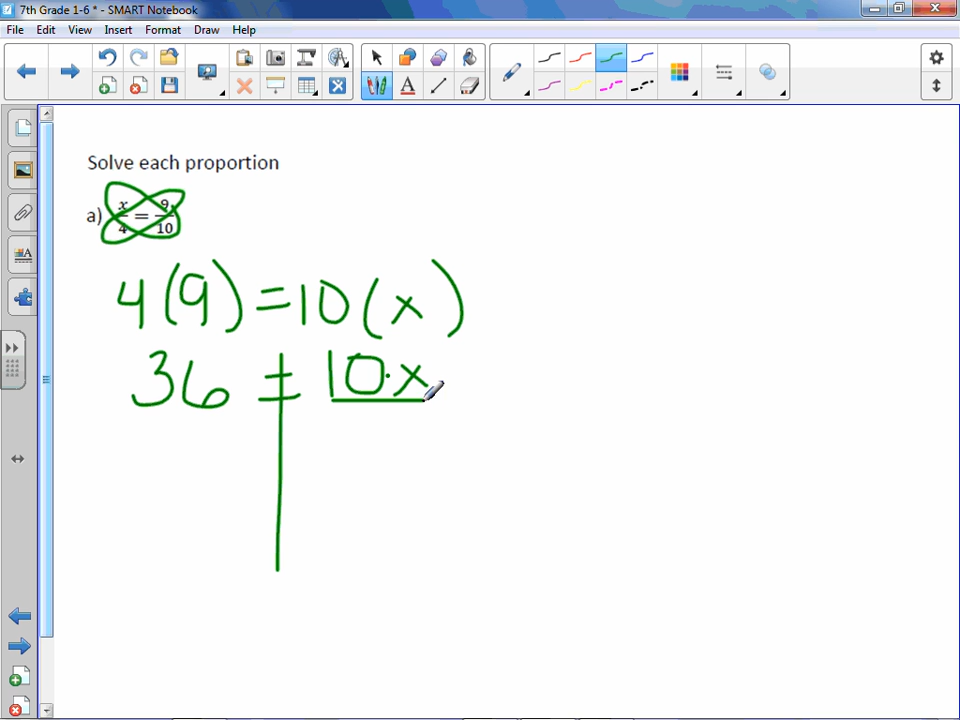 7th Grade 1-6 * - SMART Notebook
File Edit View Insert Format Draw Help
Solve each proportion
a) x/4 = 9/10
4(9)=10(x)
36 = 10·x